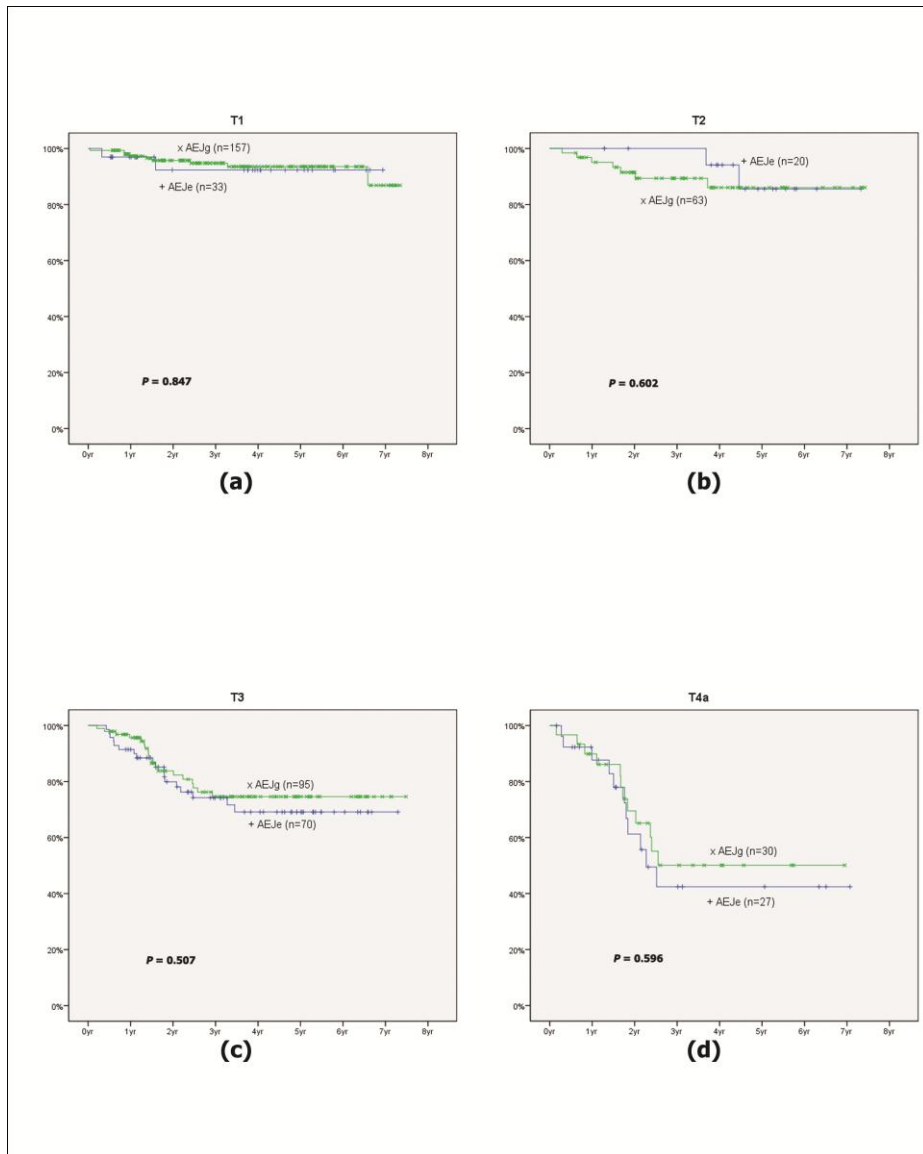 T1
100%
80%
60%
40%
20%
0%
x AEJg (n=157)
+ AEJe (n=33)
P = 0.847
0yr 1yr 2yr 3yr 4yr 5yr 6yr 7yr 8yr
(a)
T2
100%
80%
60%
40%
20%
0%
+ AEJe (n=20)
x AEJg (n=63)
P = 0.602
0yr 1yr 2yr 3yr 4yr 5yr 6yr 7yr 8yr
(b)
T3
100%
80%
60%
40%
20%
0%
x AEJg (n=95)
+ AEJe (n=70)
P = 0.507
0yr 1yr 2yr 3yr 4yr 5yr 6yr 7yr 8yr
(c)
T4a
100%
80%
60%
40%
20%
0%
x AEJg (n=30)
+ AEJe (n=27)
P = 0.596
0yr 1yr 2yr 3yr 4yr 5yr 6yr 7yr 8yr
(d)